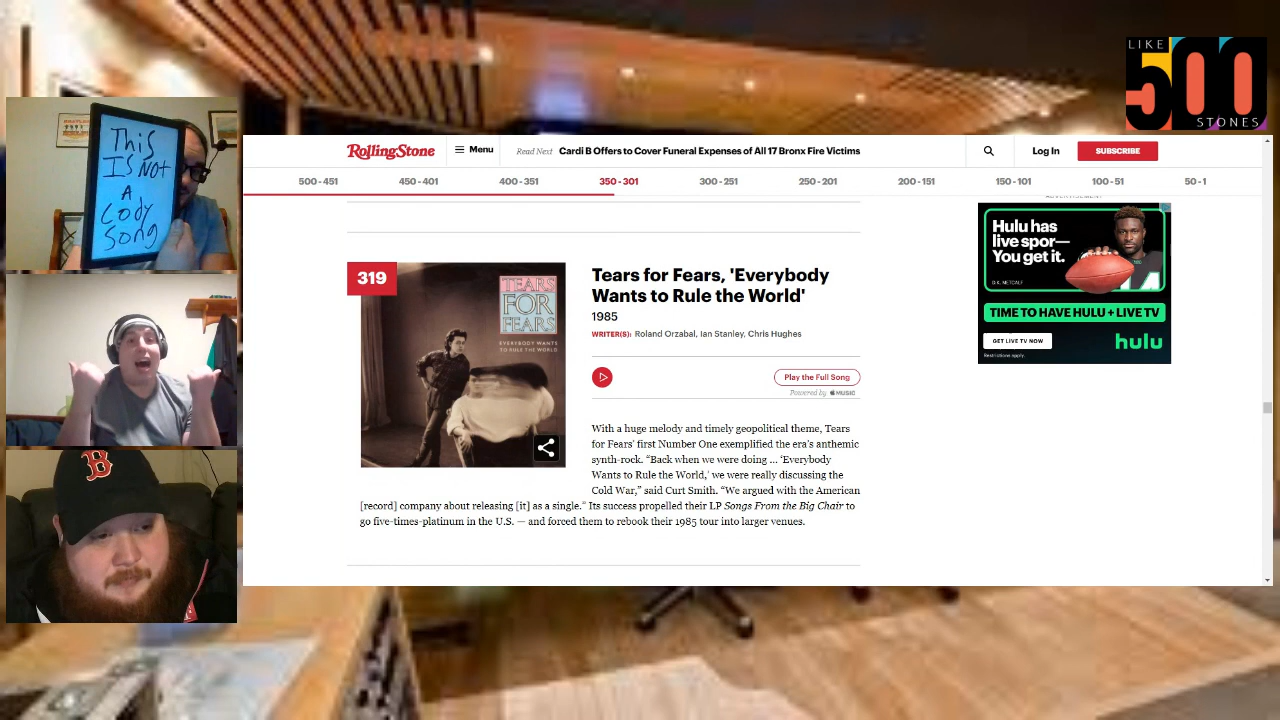 LIKE
500
STONES
This
Is Not
A
Cody
Song
B
RollingStone
Menu
Read Next Cardi B Offers to Cover Funeral Expenses of All 17 Bronx Fire Victims
Log In
SUBSCRIBE
500 - 451
450 - 401
400 - 351
350 - 301
300 - 251
250 - 201
200 - 151
150 - 101
100 - 51
50 - 1
ADVERTISEMENT
319
TEARS
FOR
FEARS
EVERYBODY WANTS
TO RULE THE WORLD
Tears for Fears, 'Everybody
Wants to Rule the World'
1985
WRITER(S): Roland Orzabal, Ian Stanley, Chris Hughes
Play the Full Song
Powered by MUSIC
With a huge melody and timely geopolitical theme, Tears
for Fears' first Number One exemplified the era's anthemic
synth-rock. “Back when we were doing ... ‘Everybody
Wants to Rule the World,’ we were really discussing the
Cold War,” said Curt Smith. “We argued with the American
[record] company about releasing [it] as a single.” Its success propelled their LP Songs From the Big Chair to
go five-times-platinum in the U.S. — and forced them to rebook their 1985 tour into larger venues.
Hulu has
live spor—
You get it.
D.K. METCALF
TIME TO HAVE HULU + LIVE TV
GET LIVE TV NOW
hulu
Restrictions apply.